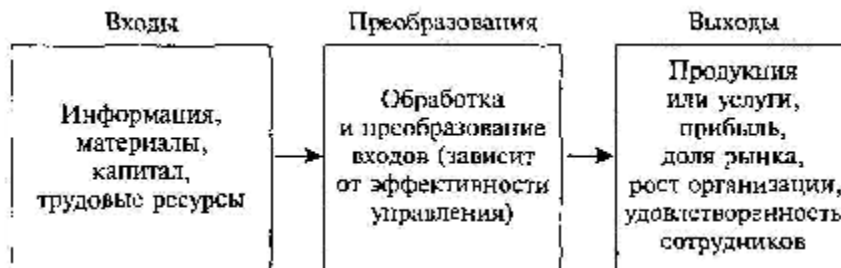 Входы
Информация,
материалы,
капитал,
трудовые ресурсы
Преобразования
Обработка
и преобразование
входов (зависит
от эффективности
управления)
Выходы
Продукция
или услуги,
прибыль,
доля рынка,
рост организации,
удовлетворенность
сотрудников